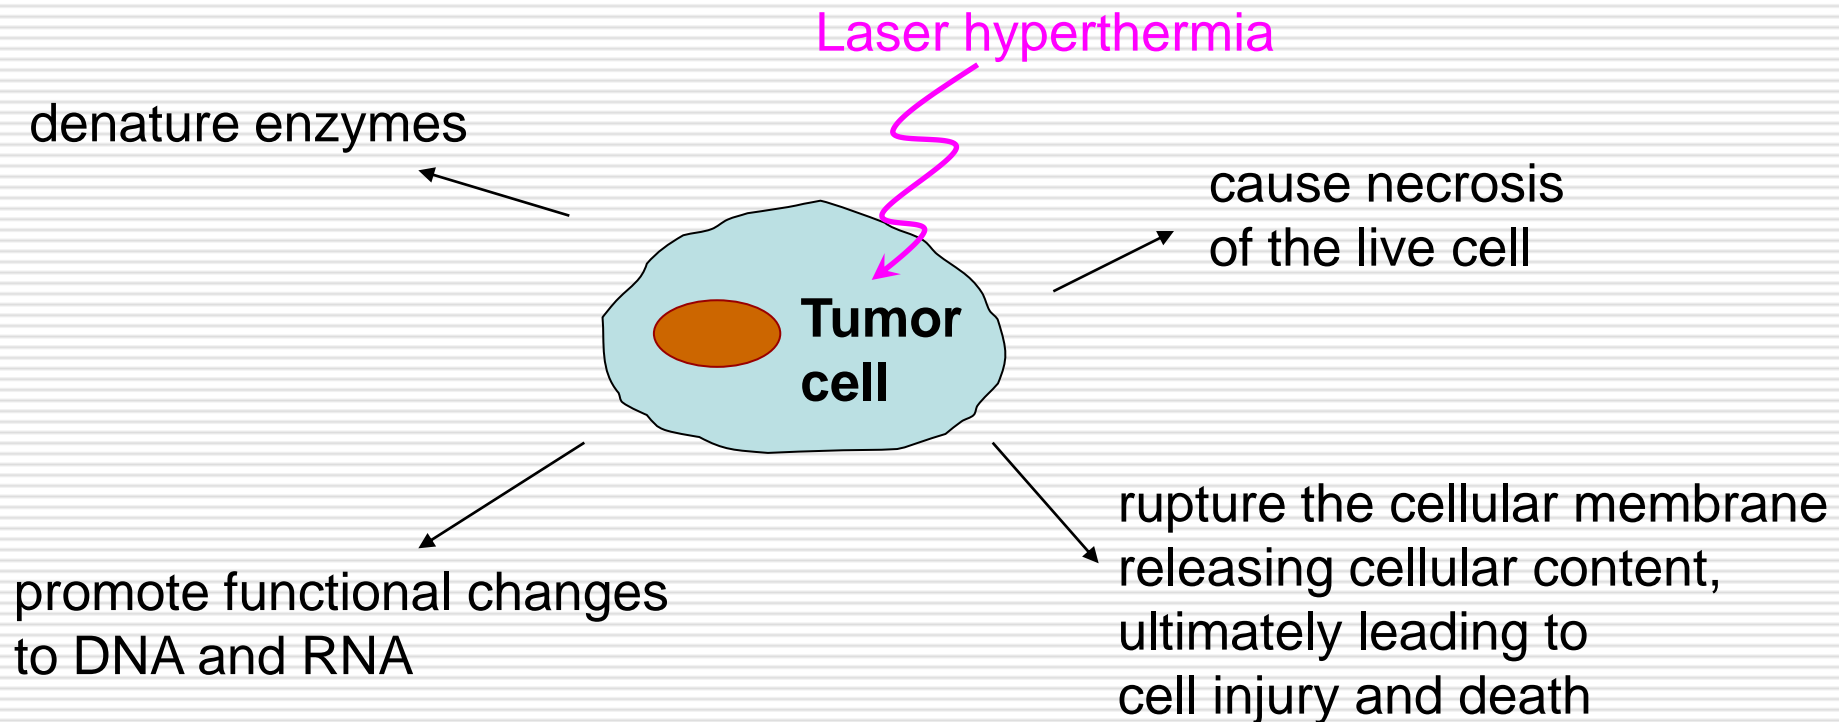 Laser hyperthermia
denature enzymes
cause necrosis
of the live cell
Tumor
cell
rupture the cellular membrane
releasing cellular content,
ultimately leading to
cell injury and death
promote functional changes
to DNA and RNA